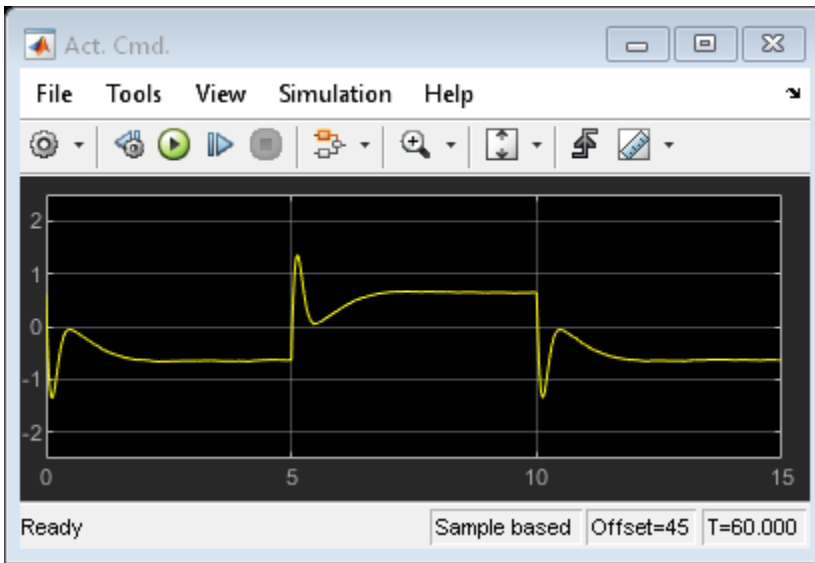 Act. Cmd.
File Tools View Simulation Help
2
1
0
-1
-2
0 5 10 15
Ready Sample based Offset=45 T=60.000